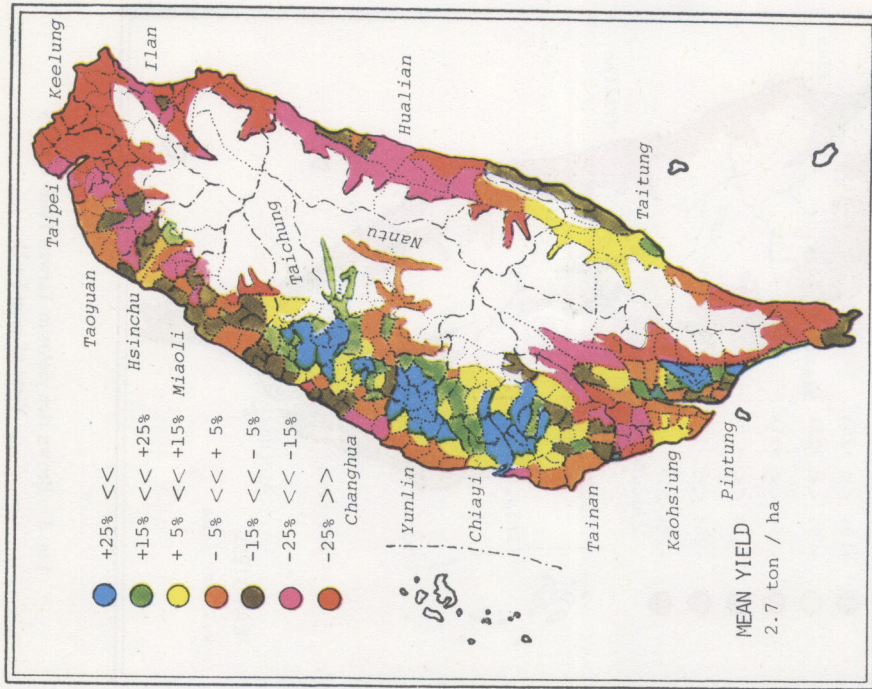 Keelung
Ilan
Taipei
Taoyuan
Hsinchu
Miaoli
Taichung
Nantu
Hualian
Changhua
Yunlin
Chiayi
Tainan
Kaohsiung
Pintung
Taitung
+25% <<
+15% << +25%
+ 5% << +15%
- 5% << + 5%
-15% << - 5%
-25% << -15%
-25% >>
MEAN YIELD
2.7 ton / ha